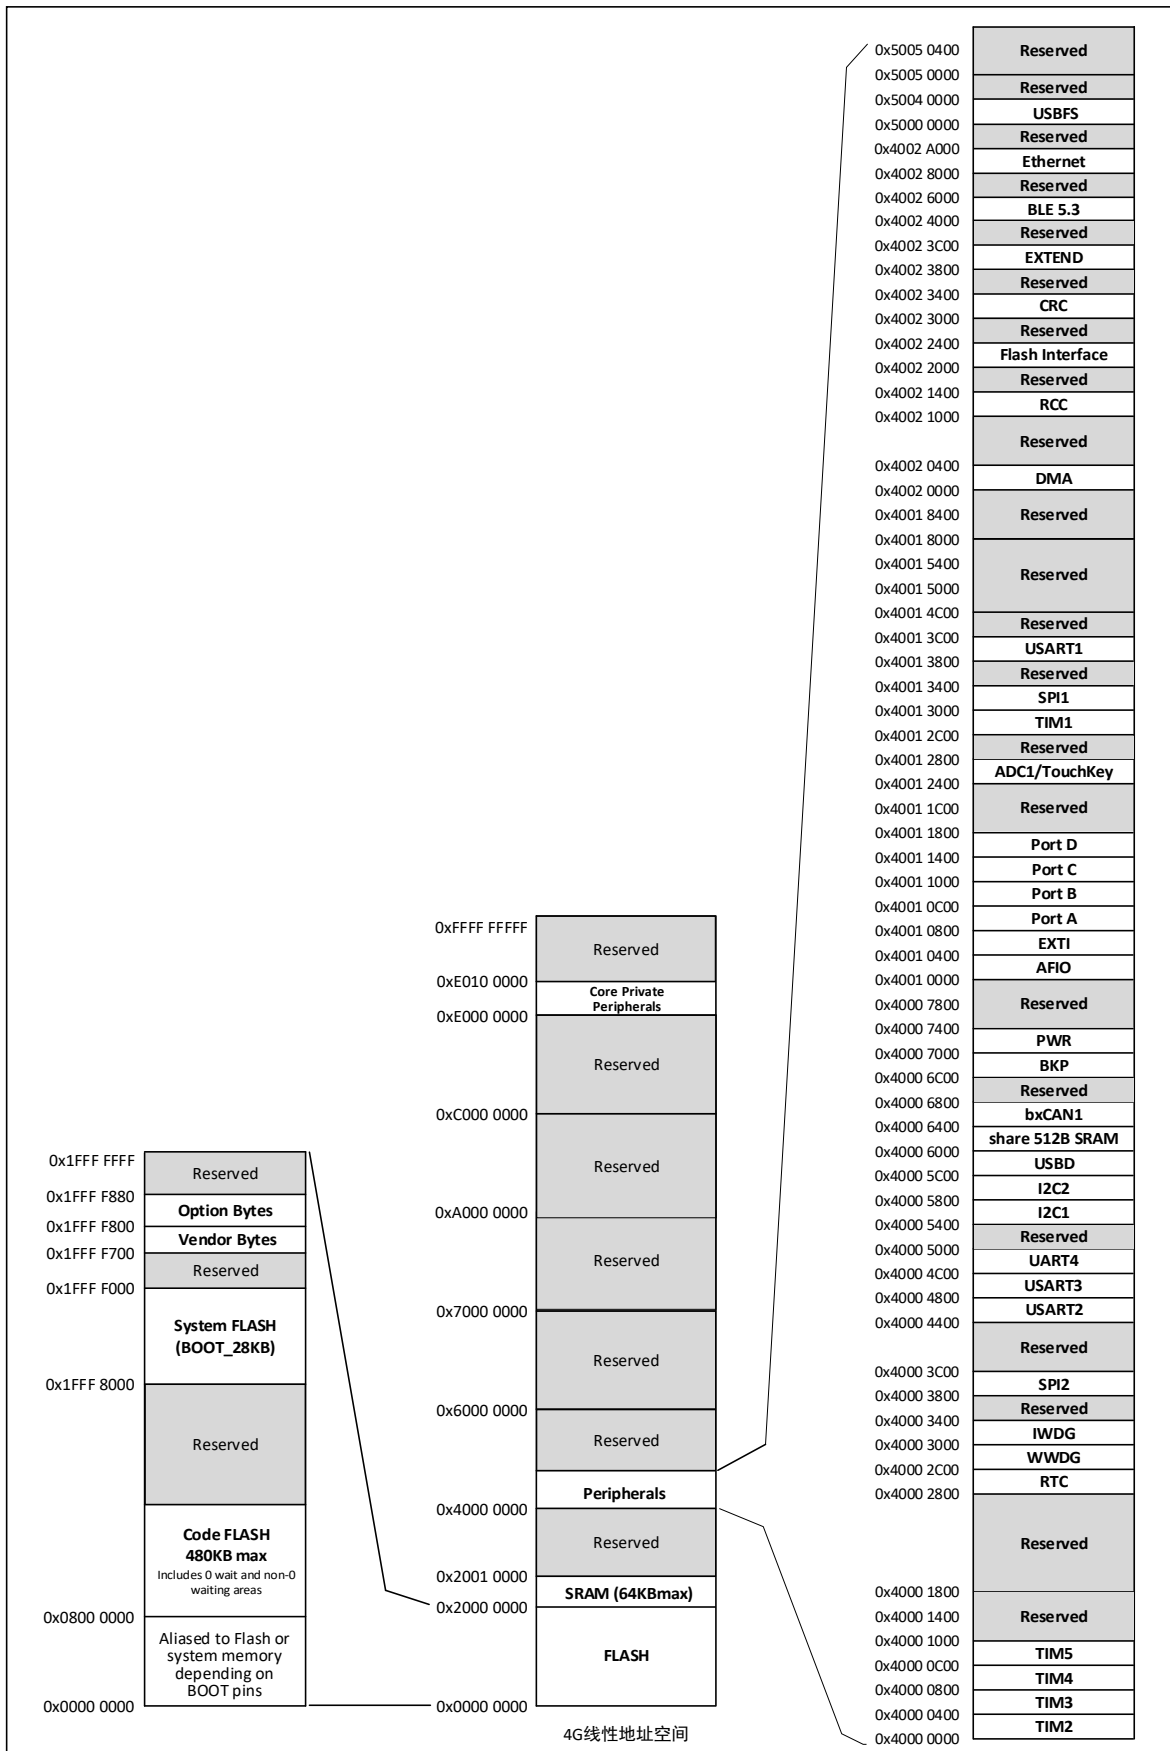 0x5005 0400
Reserved
0x5005 0000
Reserved
0x5004 0000
USBFS
0x5000 0000
Reserved
0x4002 A000
Ethernet
0x4002 8000
Reserved
0x4002 6000
BLE 5.3
0x4002 4000
Reserved
0x4002 3C00
EXTEND
0x4002 3800
Reserved
0x4002 3400
CRC
0x4002 3000
Reserved
0x4002 2400
Flash Interface
0x4002 2000
Reserved
0x4002 1400
RCC
0x4002 1000
Reserved
0x4002 0400
DMA
0x4002 0000
0x4001 8400
Reserved
0x4001 8000
0x4001 5400
Reserved
0x4001 5000
0x4001 4C00
Reserved
0x4001 3C00
USART1
0x4001 3800
Reserved
0x4001 3400
SPI1
0x4001 3000
TIM1
0x4001 2C00
Reserved
0x4001 2800
ADC1/TouchKey
0x4001 2400
0x4001 1C00
Reserved
0x4001 1800
Port D
0x4001 1400
Port C
0x4001 1000
Port B
0x4001 0C00
Port A
0x4001 0800
EXTI
0x4001 0400
AFIO
0x4001 0000
0x4000 7800
Reserved
0x4000 7400
PWR
0x4000 7000
BKP
0x4000 6C00
Reserved
0x4000 6800
bxCAN1
0x4000 6400
share 512B SRAM
0x4000 6000
USBD
0x4000 5C00
I2C2
0x4000 5800
I2C1
0x4000 5400
Reserved
0x4000 5000
UART4
0x4000 4C00
USART3
0x4000 4800
USART2
0x4000 4400
Reserved
0x4000 3C00
SPI2
0x4000 3800
Reserved
0x4000 3400
IWDG
0x4000 3000
WWDG
0x4000 2C00
RTC
0x4000 2800
Reserved
0x4000 1800
0x4000 1400
Reserved
0x4000 1000
TIM5
0x4000 0C00
TIM4
0x4000 0800
TIM3
0x4000 0400
TIM2
0x4000 0000
0xFFFF FFFFF
Reserved
0xE010 0000
Core Private
Peripherals
0xE000 0000
Reserved
0xC000 0000
Reserved
0xA000 0000
Reserved
0x7000 0000
Reserved
0x6000 0000
Reserved
Peripherals
0x4000 0000
Reserved
0x2001 0000
SRAM (64KBmax)
0x2000 0000
FLASH
0x0000 0000
4G线性地址空间
0x1FFF FFFF
Reserved
0x1FFF F880
Option Bytes
0x1FFF F800
Vendor Bytes
0x1FFF F700
Reserved
0x1FFF F000
System FLASH
(BOOT_28KB)
0x1FFF 8000
Reserved
Code FLASH
480KB max
Includes 0 wait and non-0
waiting areas
0x0800 0000
Aliased to Flash or
system memory
depending on
BOOT pins
0x0000 0000